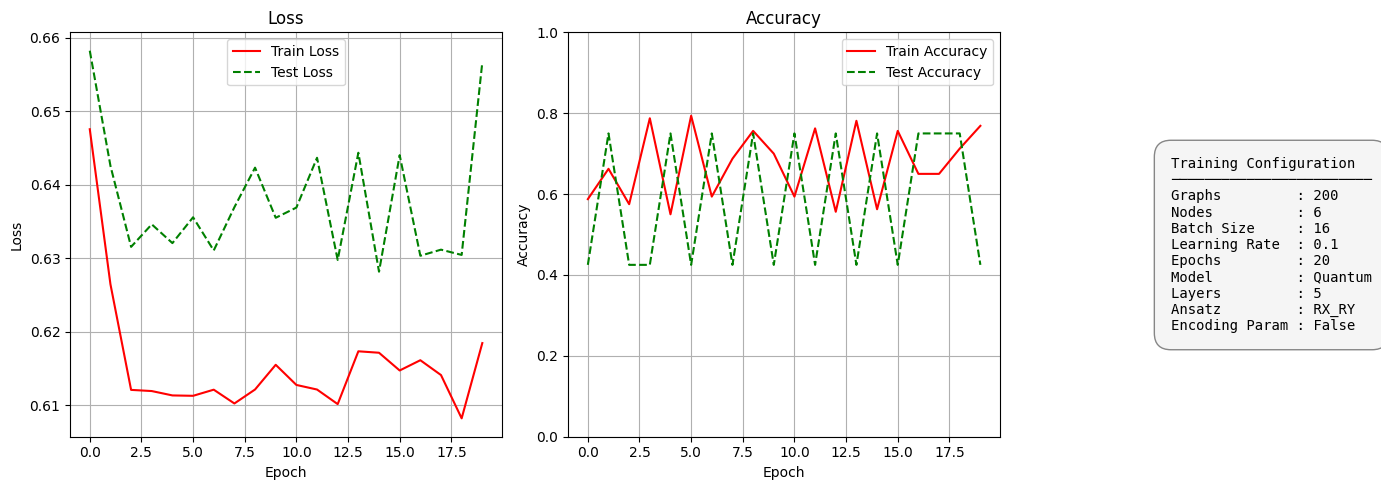 Loss
0.66
0.65
0.64
0.63
0.62
0.61
Loss
Train Loss
Test Loss
0.0 2.5 5.0 7.5 10.0 12.5 15.0 17.5
Epoch
Accuracy
1.0
0.8
0.6
0.4
0.2
0.0
Accuracy
Train Accuracy
Test Accuracy
0.0 2.5 5.0 7.5 10.0 12.5 15.0 17.5
Epoch
Training Configuration
Graphs : 200
Nodes : 6
Batch Size : 16
Learning Rate : 0.1
Epochs : 20
Model : Quantum
Layers : 5
Ansatz : RX_RY
Encoding Param : False